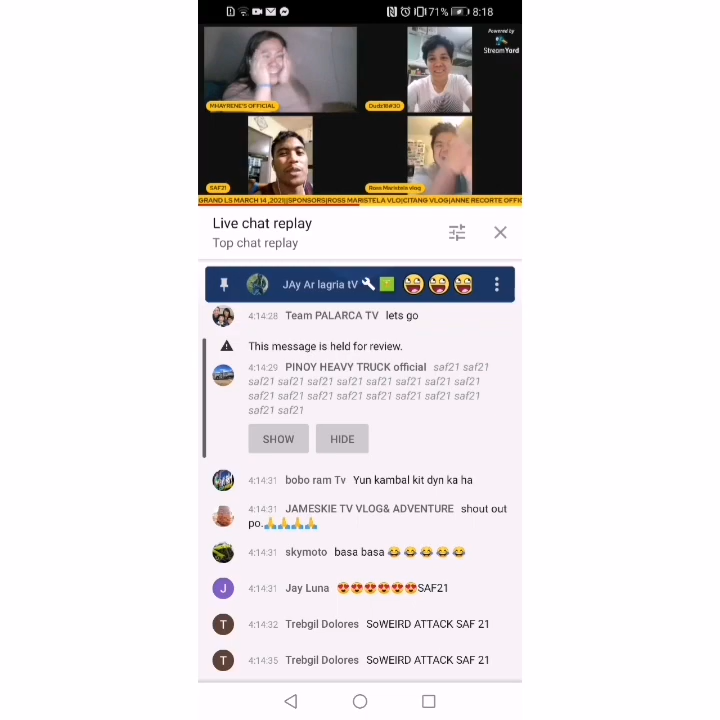 71% 8:18
Powered by
StreamYard
MHAYRENE'S OFFICIAL
Dudz18#30
SAF21
Ross Maristela vlog
GRAND LS MARCH 14 ,2021||SPONSORS|ROSS MARISTELA VLO|CITANG VLOG|ANNE RECORTE OFFIC
Live chat replay
Top chat replay
JAy Ar lagria tV 🔧 🟩 😆😆😆
4:14:28 Team PALARCA TV lets go
This message is held for review.
4:14:29 PINOY HEAVY TRUCK official saf21 saf21
saf21 saf21 saf21 saf21 saf21 saf21 saf21 saf21
saf21 saf21 saf21 saf21 saf21 saf21 saf21 saf21
saf21 saf21
SHOW HIDE
4:14:31 bobo ram Tv Yun kambal kit dyn ka ha
4:14:31 JAMESKIE TV VLOG& ADVENTURE shout out
po.🙏🙏🙏🙏
4:14:31 skymoto basa basa 😂😂😂😂😂
J 4:14:31 Jay Luna 😍😍😍😍😍😍SAF21
T 4:14:32 Trebgil Dolores SoWEIRD ATTACK SAF 21
T 4:14:35 Trebgil Dolores SoWEIRD ATTACK SAF 21